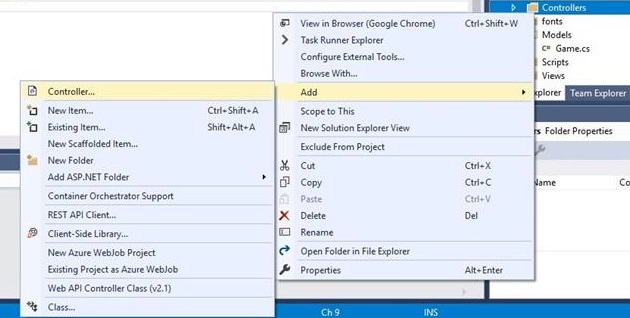 Controllers
fonts
Models
Game.cs
Scripts
Views
Team Explorer
Folder Properties
Name
View in Browser (Google Chrome) Ctrl+Shift+W
Task Runner Explorer
Configure External Tools...
Browse With...
Add
Scope to This
New Solution Explorer View
Exclude From Project
Cut Ctrl+X
Copy Ctrl+C
Paste Ctrl+V
Delete Del
Rename
Open Folder in File Explorer
Properties Alt+Enter
Controller...
New Item... Ctrl+Shift+A
Existing Item... Shift+Alt+A
New Scaffolded Item...
New Folder
Add ASP.NET Folder
Container Orchestrator Support
REST API Client...
Client-Side Library...
New Azure WebJob Project
Existing Project as Azure WebJob
Web API Controller Class (v2.1)
Class...
Ch 9 INS